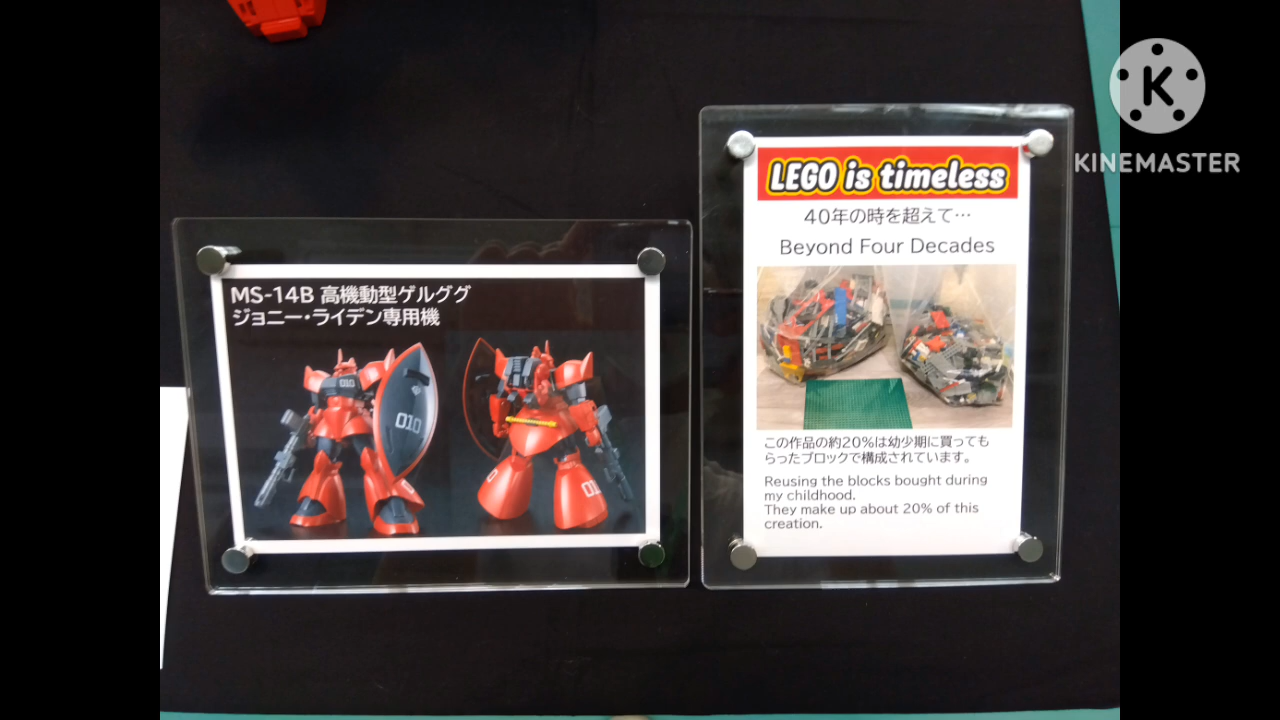 MS-14B 高機動型ゲルググ
ジョニー・ライデン専用機
010
010
0
01
LEGO is timeless
40年の時を超えて…
Beyond Four Decades
この作品の約20%は幼少期に買っても
らったブロックで構成されています。
Reusing the blocks bought during
my childhood.
They make up about 20% of this
creation.
K
KINEMASTER